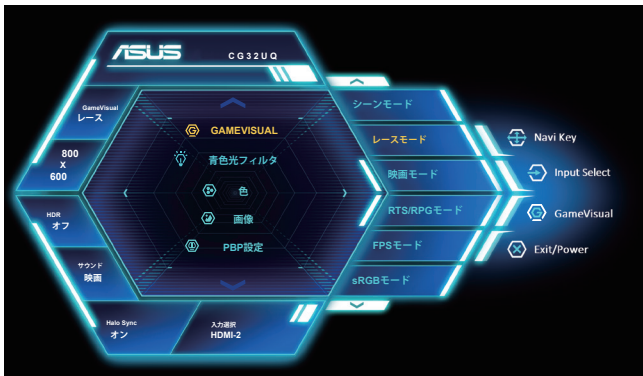 ASUS
CG32UQ
GameVisual
レース
800
X
600
HDR
オフ
サウンド
映画
Halo Sync
オン
入力選択
HDMI-2
GAMEVISUAL
青色光フィルタ
色
画像
PBP設定
シーンモード
レースモード
映画モード
RTS/RPGモード
FPSモード
sRGBモード
Navi Key
Input Select
GameVisual
Exit/Power